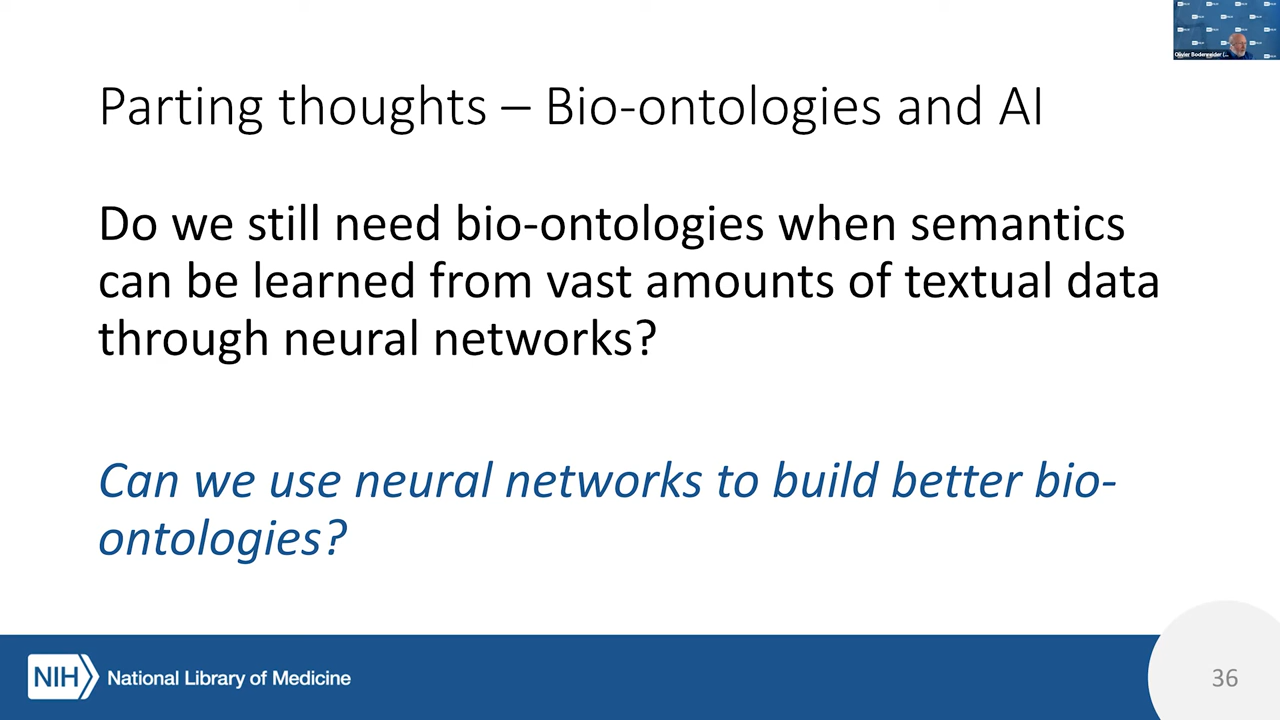 Parting thoughts – Bio-ontologies and AI
Do we still need bio-ontologies when semantics
can be learned from vast amounts of textual data
through neural networks?
Can we use neural networks to build better bio-
ontologies?
NIH National Library of Medicine
36
Olivier Bodenreider (...